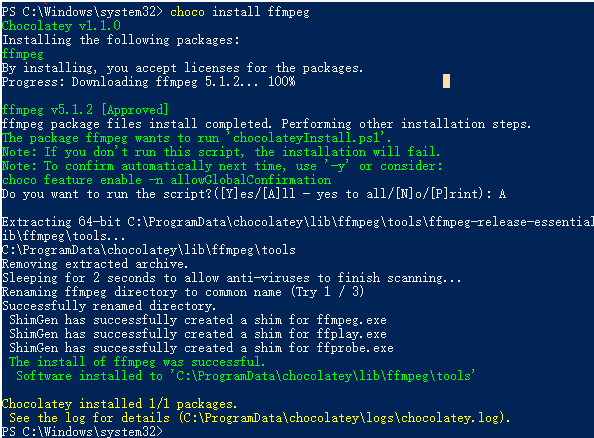 PS C:\Windows\system32> choco install ffmpeg
Chocolatey v1.1.0
Installing the following packages:
ffmpeg
By installing, you accept licenses for the packages.
Progress: Downloading ffmpeg 5.1.2... 100%
ffmpeg v5.1.2 [Approved]
ffmpeg package files install completed. Performing other installation steps.
The package ffmpeg wants to run 'chocolateyInstall.ps1'.
Note: If you don't run this script, the installation will fail.
Note: To confirm automatically next time, use '-y' or consider:
choco feature enable -n allowGlobalConfirmation
Do you want to run the script?([Y]es/[A]ll - yes to all/[N]o/[P]rint): A
Extracting 64-bit C:\ProgramData\chocolatey\lib\ffmpeg\tools\ffmpeg-release-essential
ib\ffmpeg\tools...
C:\ProgramData\chocolatey\lib\ffmpeg\tools
Removing extracted archive.
Sleeping for 2 seconds to allow anti-viruses to finish scanning...
Renaming ffmpeg directory to common name (Try 1 / 3)
Successfully renamed directory.
ShimGen has successfully created a shim for ffmpeg.exe
ShimGen has successfully created a shim for ffplay.exe
ShimGen has successfully created a shim for ffprobe.exe
The install of ffmpeg was successful.
Software installed to 'C:\ProgramData\chocolatey\lib\ffmpeg\tools'
Chocolatey installed 1/1 packages.
See the log for details (C:\ProgramData\chocolatey\logs\chocolatey.log).
PS C:\Windows\system32>